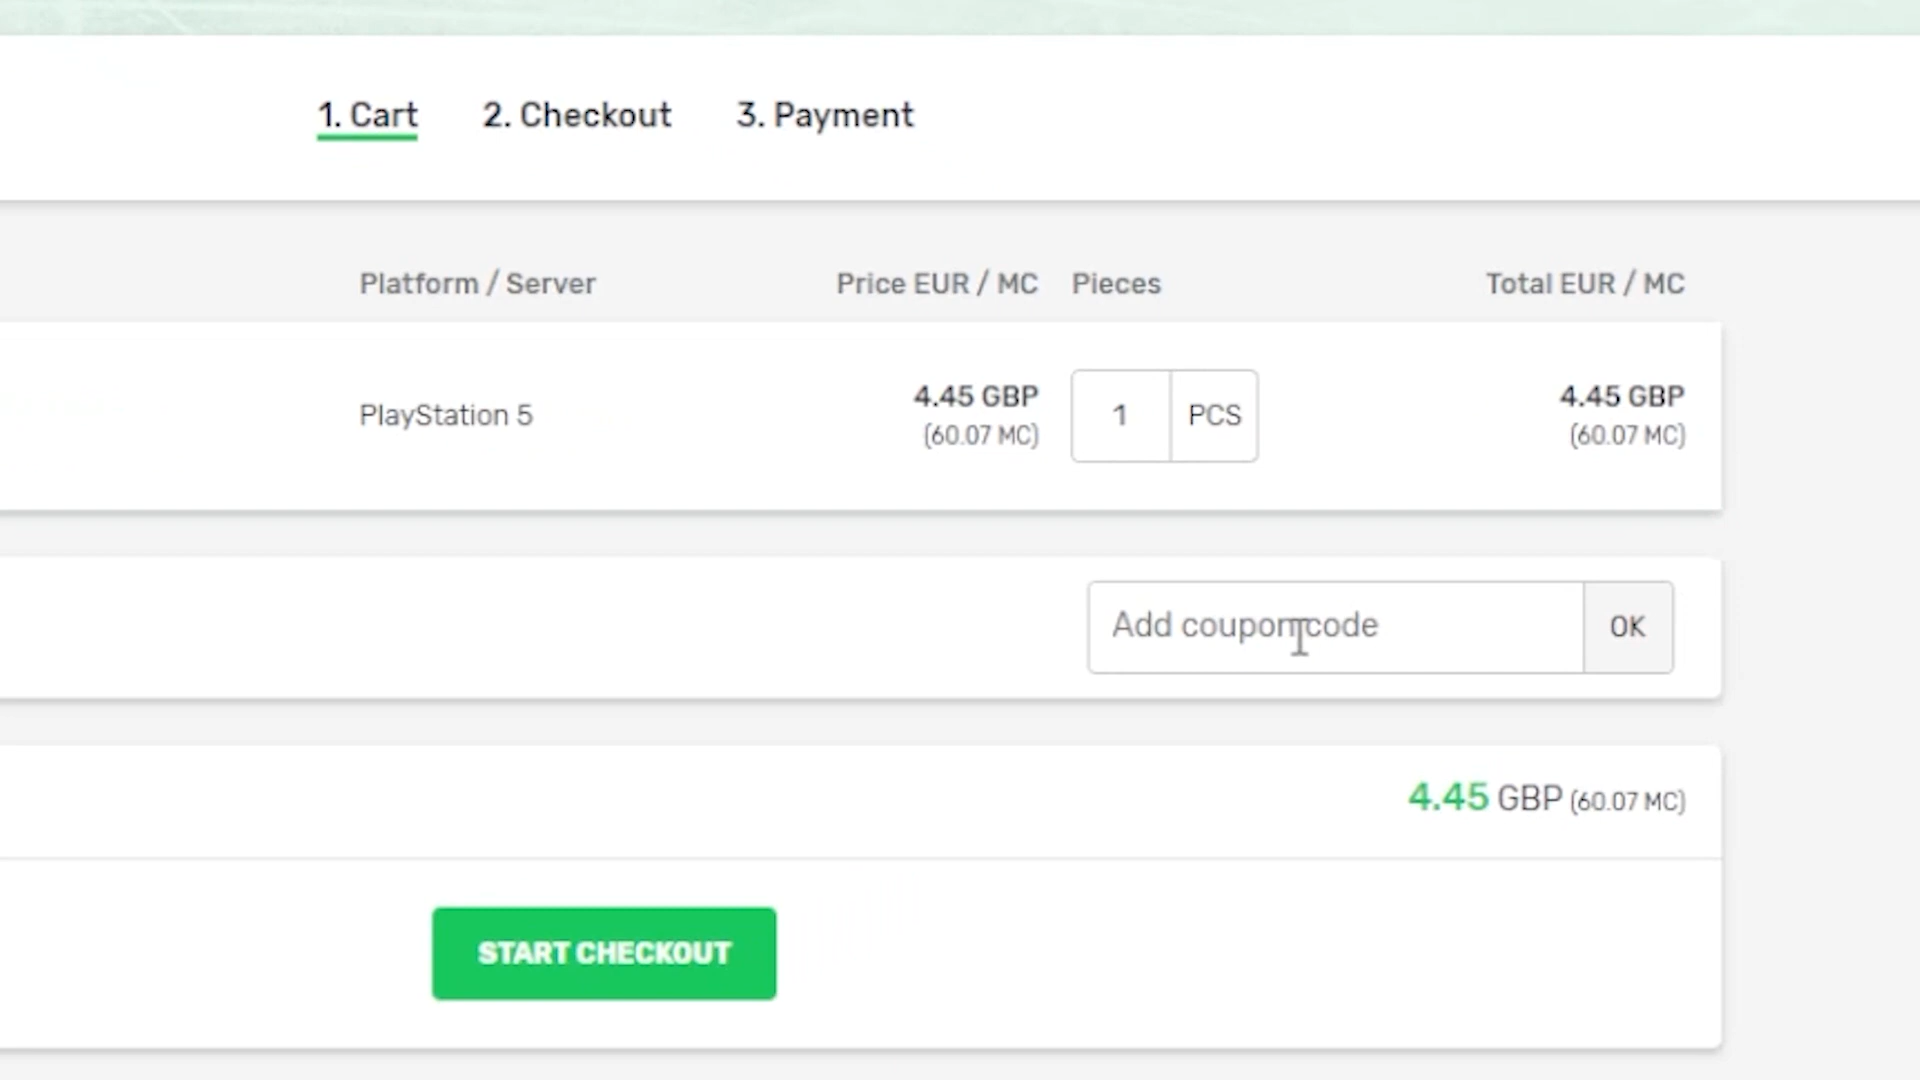 1. Cart 2. Checkout 3. Payment
Platform / Server Price EUR / MC Pieces Total EUR / MC
PlayStation 5 4.45 GBP (60.07 MC) 1 PCS 4.45 GBP (60.07 MC)
Add coupon code OK
4.45 GBP (60.07 MC)
START CHECKOUT